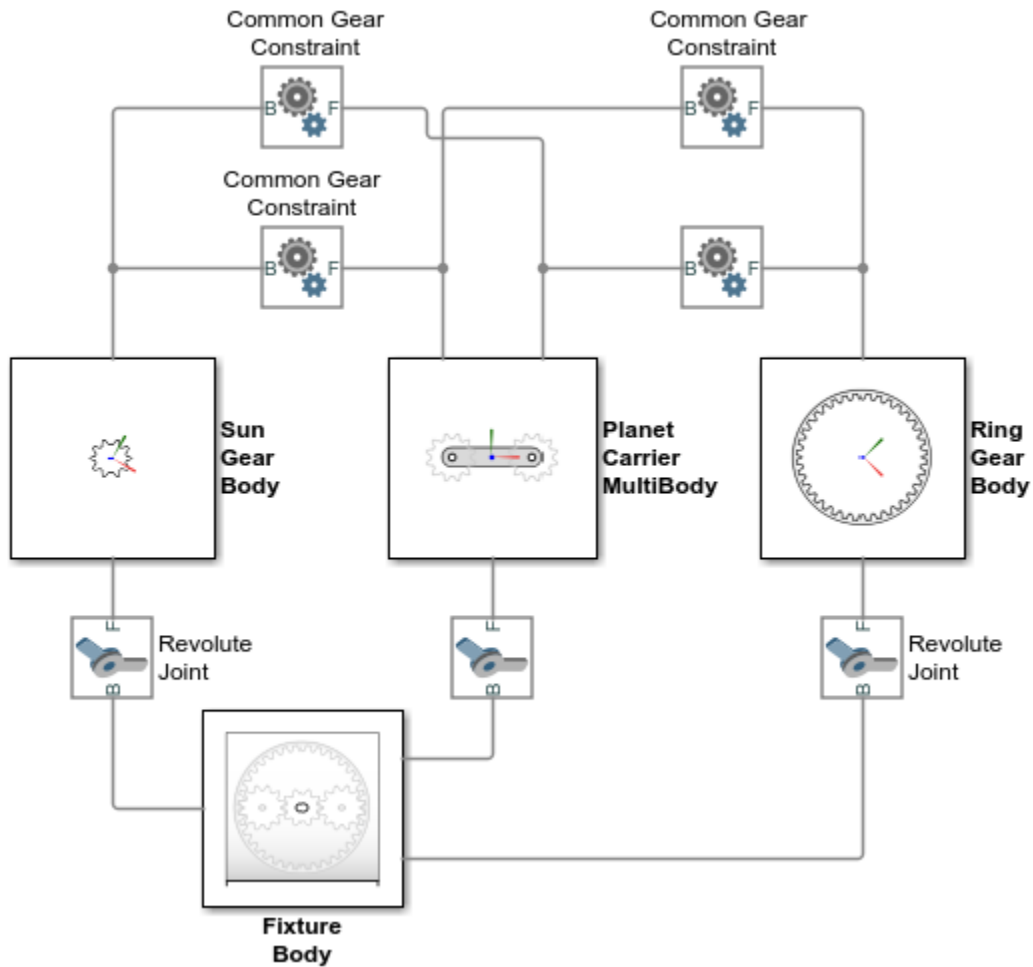 Common Gear
Constraint
Common Gear
Constraint
B
F
B
F
Common Gear
Constraint
B
F
B
F
Sun
Gear
Body
Planet
Carrier
MultiBody
Ring
Gear
Body
F
Revolute
Joint
B
F
B
F
Revolute
Joint
B
Fixture
Body